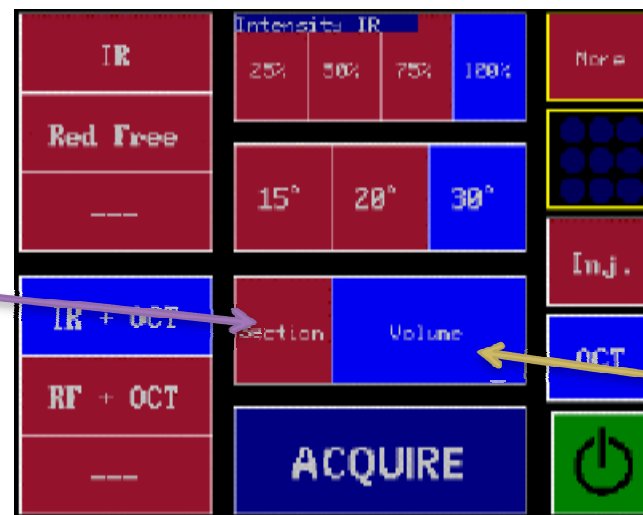 IR
Red Free
---
IR + OCT
RF + OCT
---
Intensity IR
25% 50% 75% 100%
15° 20° 30°
Section Volume
ACQUIRE
More
Inj.
OCT